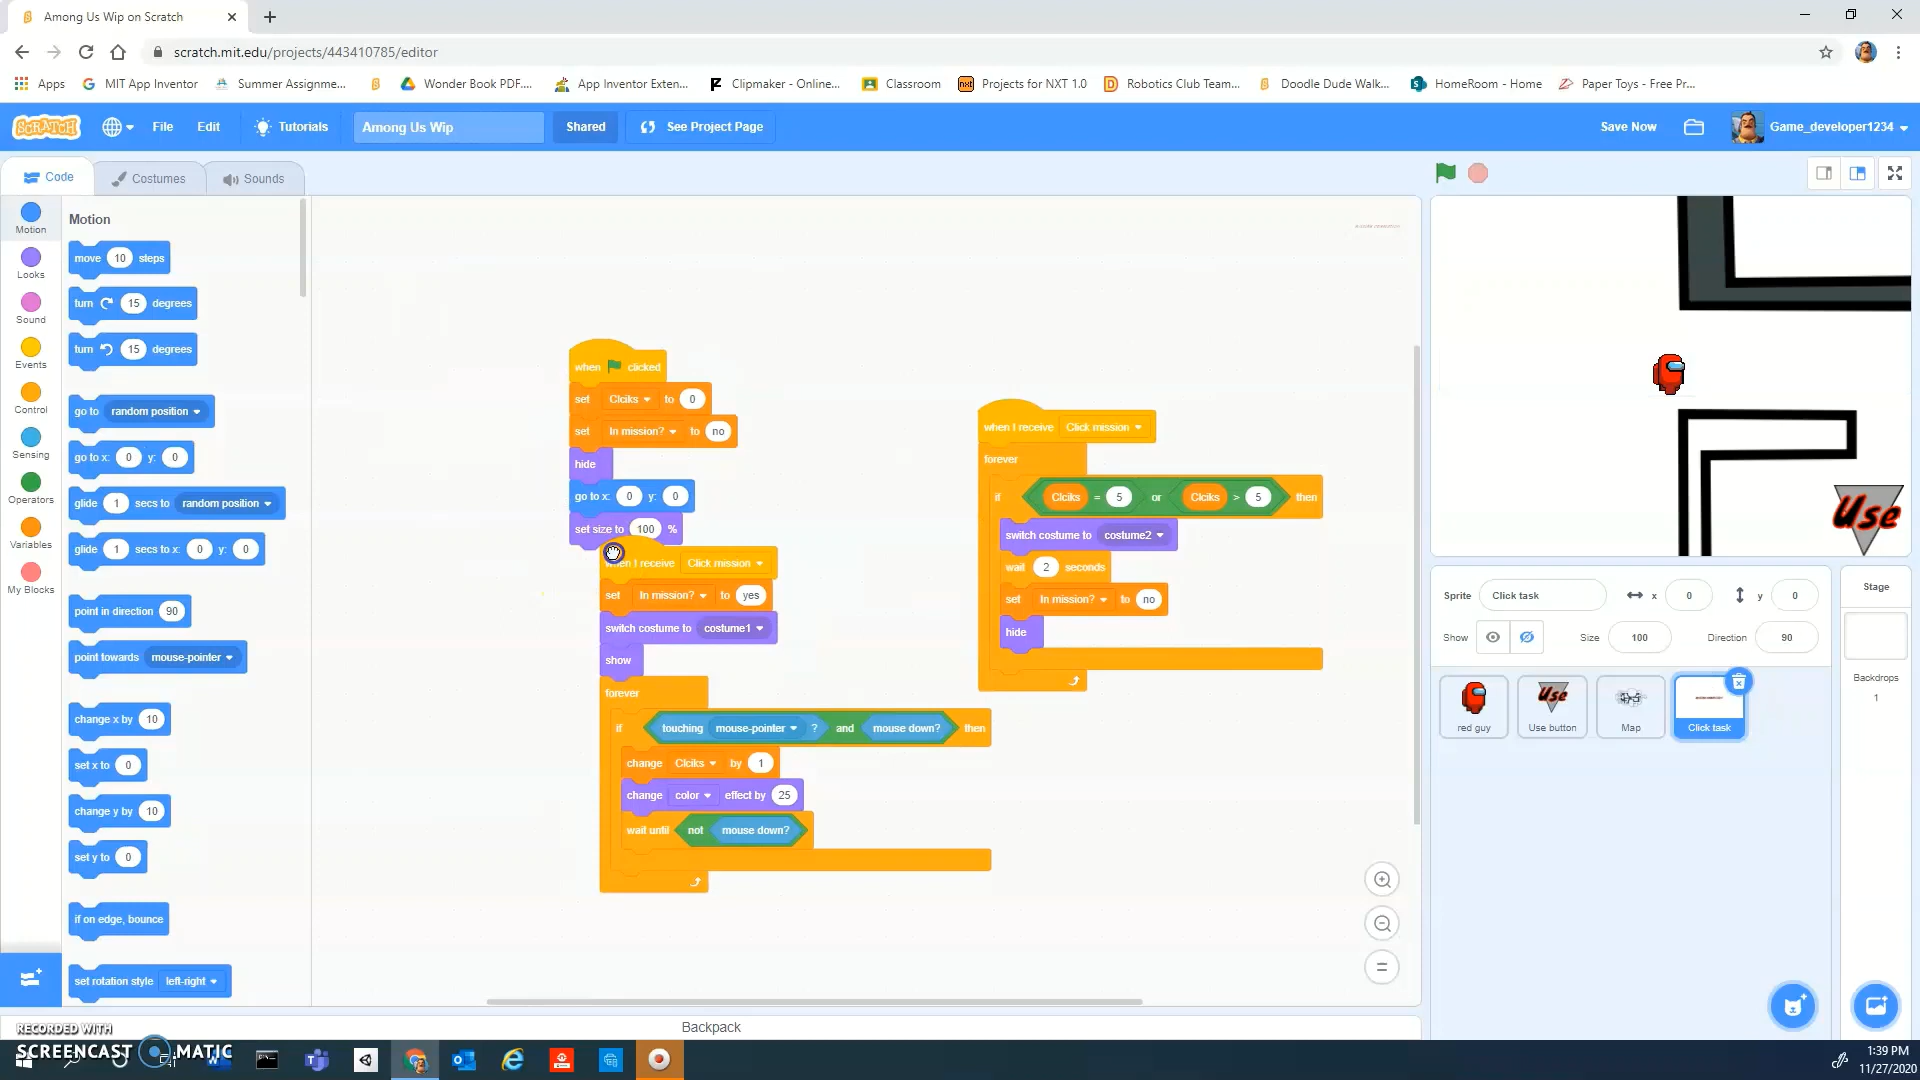 Among Us Wip on Scratch
scratch.mit.edu/projects/443410785/editor
Apps MIT App Inventor Summer Assignme... Wonder Book PDF.... App Inventor Exten... Clipmaker - Online... Classroom nxt Projects for NXT 1.0 Robotics Club Team... Doodle Dude Walk... HomeRoom - Home Paper Toys - Free Pr...
SCRATCH File Edit Tutorials Among Us Wip Shared See Project Page Save Now Game_developer1234
Code Costumes Sounds
Motion
Looks
Sound
Events
Control
Sensing
Operators
Variables
My Blocks
Motion
move 10 steps
turn 15 degrees
turn 15 degrees
go to random position
go to x: 0 y: 0
glide 1 secs to random position
glide 1 secs to x: 0 y: 0
point in direction 90
point towards mouse-pointer
change x by 10
set x to 0
change y by 10
set y to 0
if on edge, bounce
set rotation style left-right
when clicked
set Clciks to 0
set In mission? to no
hide
go to x: 0 y: 0
set size to 100 %
when I receive Click mission
set In mission? to yes
switch costume to costume1
show
forever
if touching mouse-pointer ? and mouse down? then
change Clciks by 1
change color effect by 25
wait until not mouse down?
when I receive Click mission
forever
if Clciks = 5 or Clciks > 5 then
switch costume to costume2
wait 2 seconds
set In mission? to no
hide
Use
Sprite Click task x 0 y 0
Show Size 100 Direction 90
red guy
Use
Use button
Map
Click task
Stage
Backdrops
1
Backpack
RECORDED WITH
SCREENCAST MATIC
1:39 PM
11/27/2020